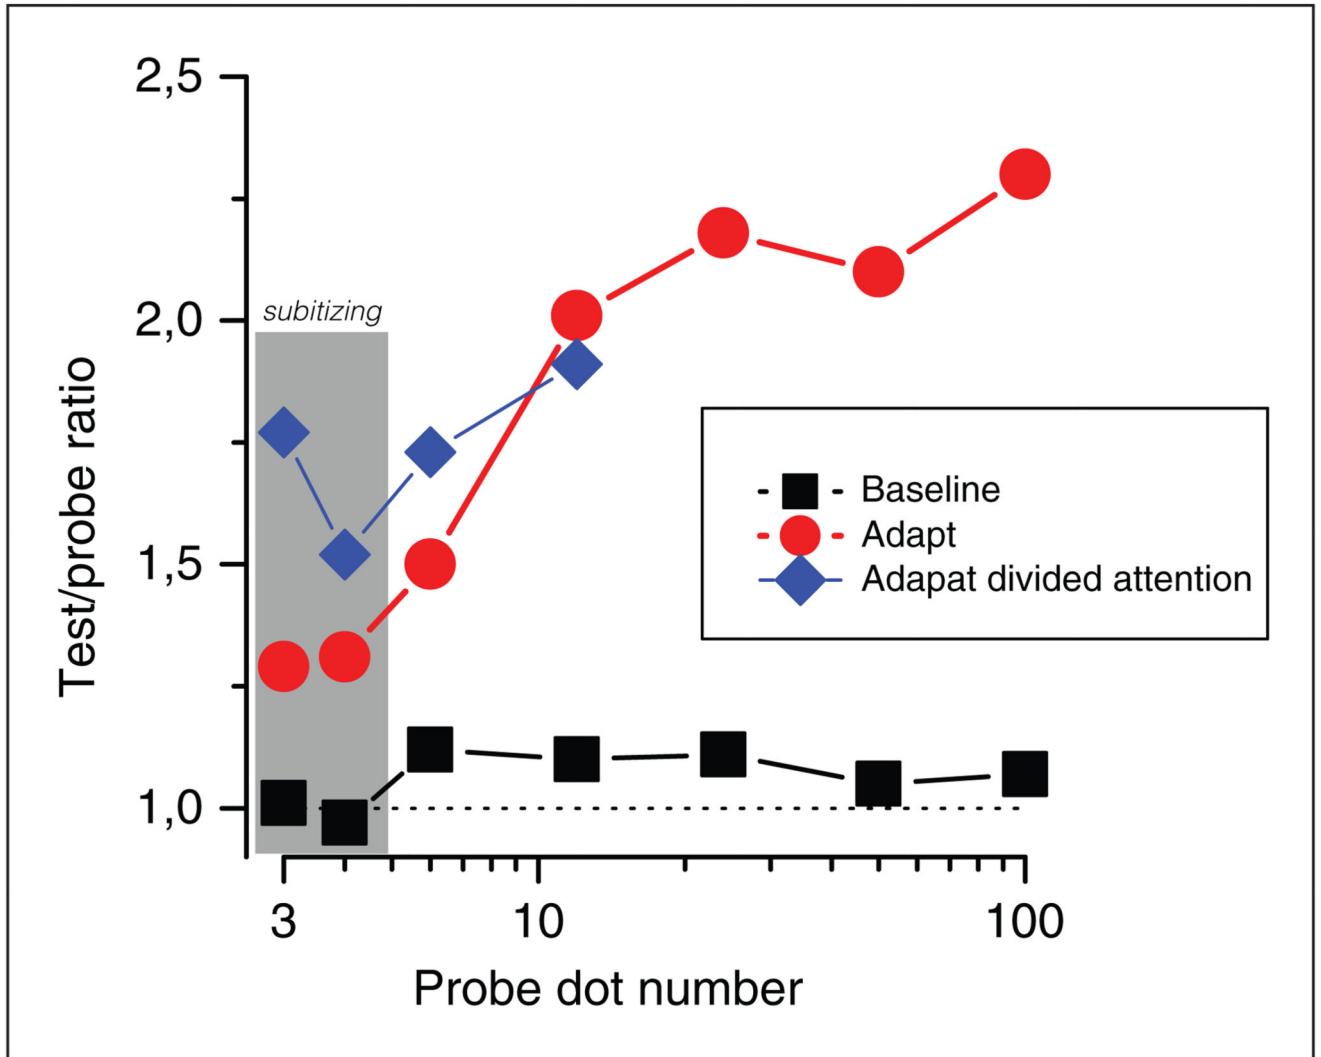 2,5
2,0
1,5
1,0
subitizing
Test/probe ratio
Baseline
Adapt
Adapat divided attention
3 10 100
Probe dot number